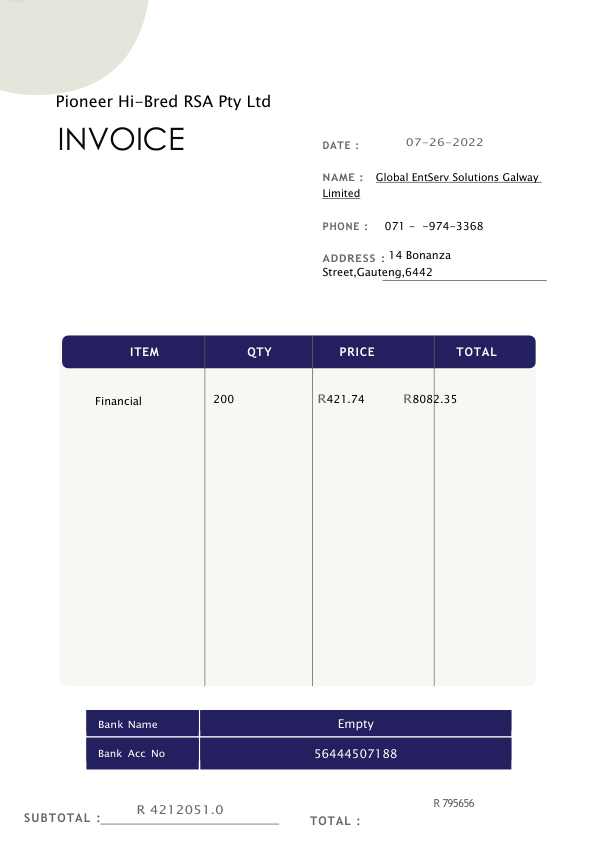 Pioneer Hi-Bred RSA Pty Ltd
INVOICE
DATE : 07-26-2022
NAME : Global EntServ Solutions Galway
Limited
PHONE : 071 - -974-3368
ADDRESS : 14 Bonanza
Street,Gauteng,6442
ITEM QTY PRICE TOTAL
Financial 200 R421.74 R8082.35
Bank Name Empty
Bank Acc No 56444507188
SUBTOTAL : R 4212051.0 TOTAL : R 795656